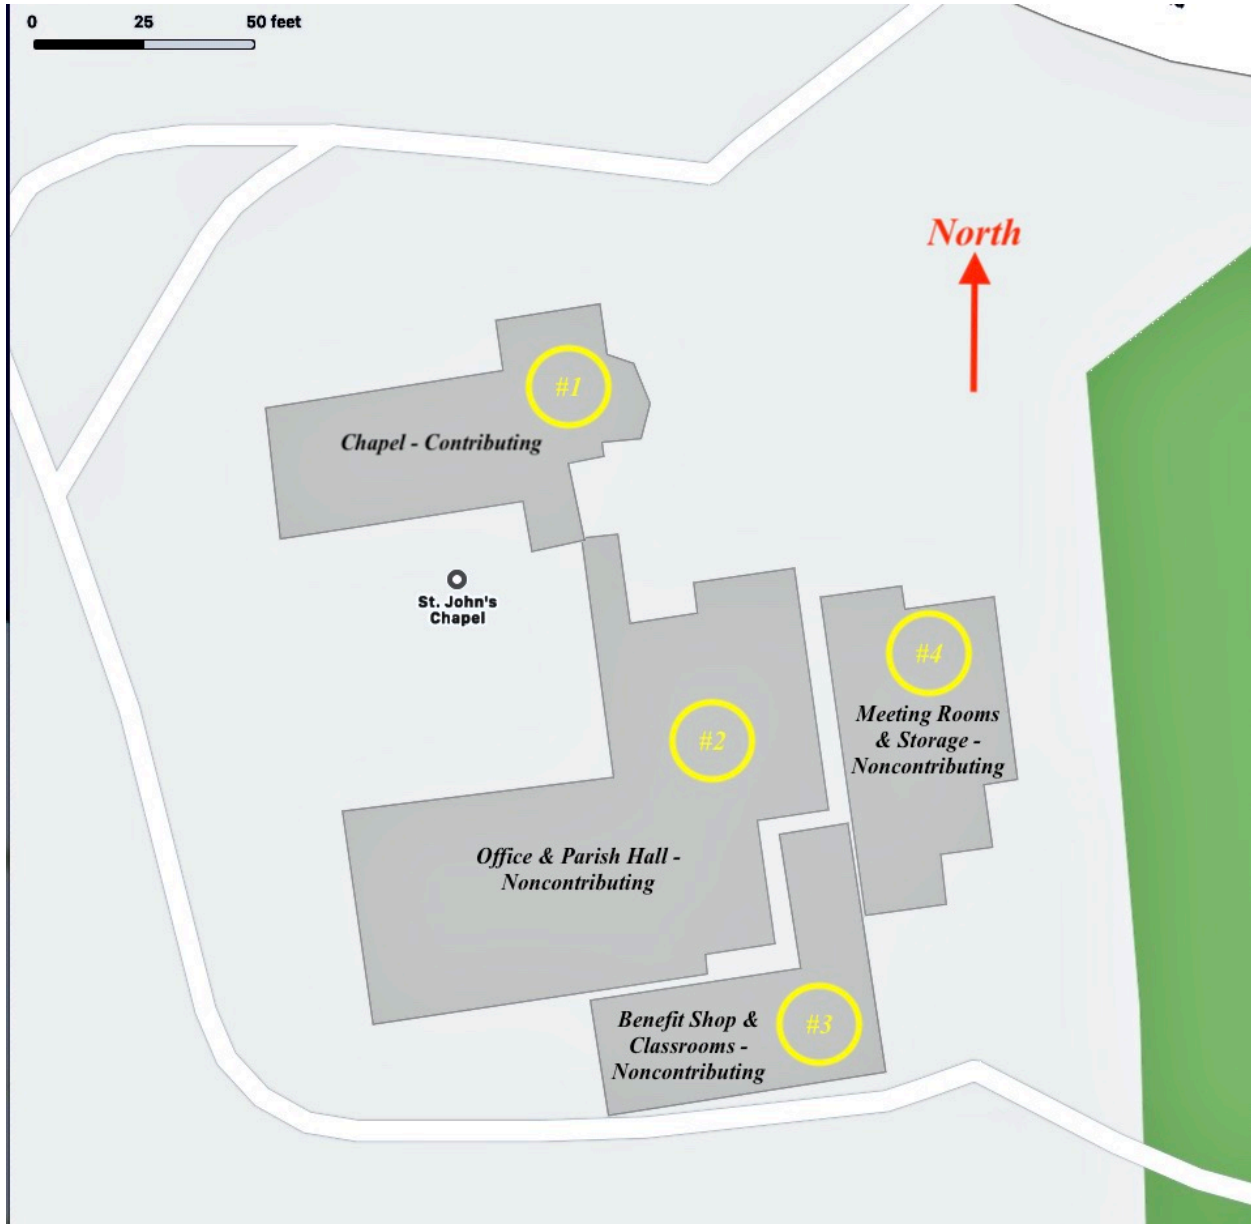 0 25 50 feet
North
#1
Chapel - Contributing
St. John's
Chapel
#4
Meeting Rooms
& Storage -
Noncontributing
#2
Office & Parish Hall -
Noncontributing
Benefit Shop &
Classrooms -
Noncontributing
#3